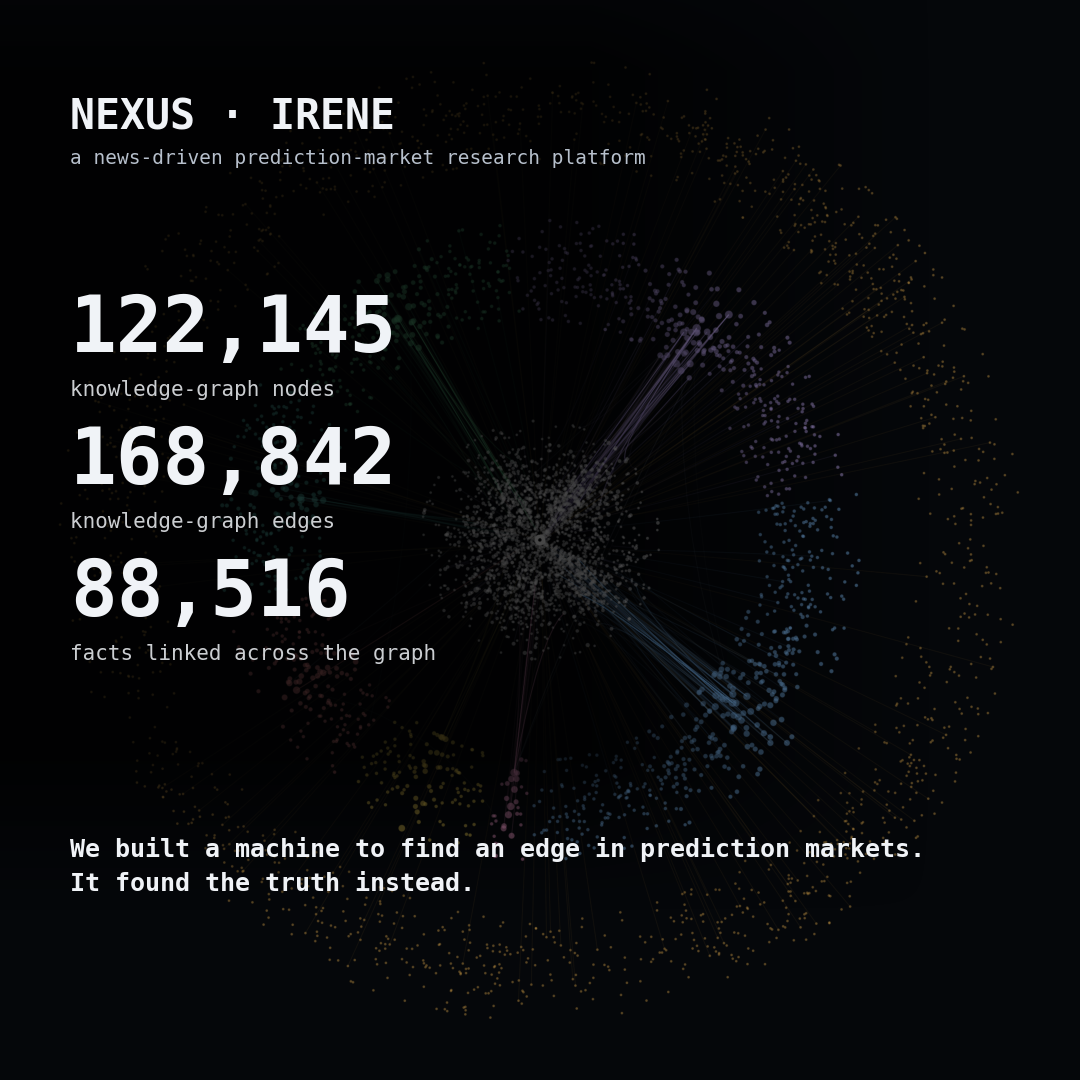 NEXUS · IRENE
a news-driven prediction-market research platform
122,145
knowledge-graph nodes
168,842
knowledge-graph edges
88,516
facts linked across the graph
We built a machine to find an edge in prediction markets.
It found the truth instead.